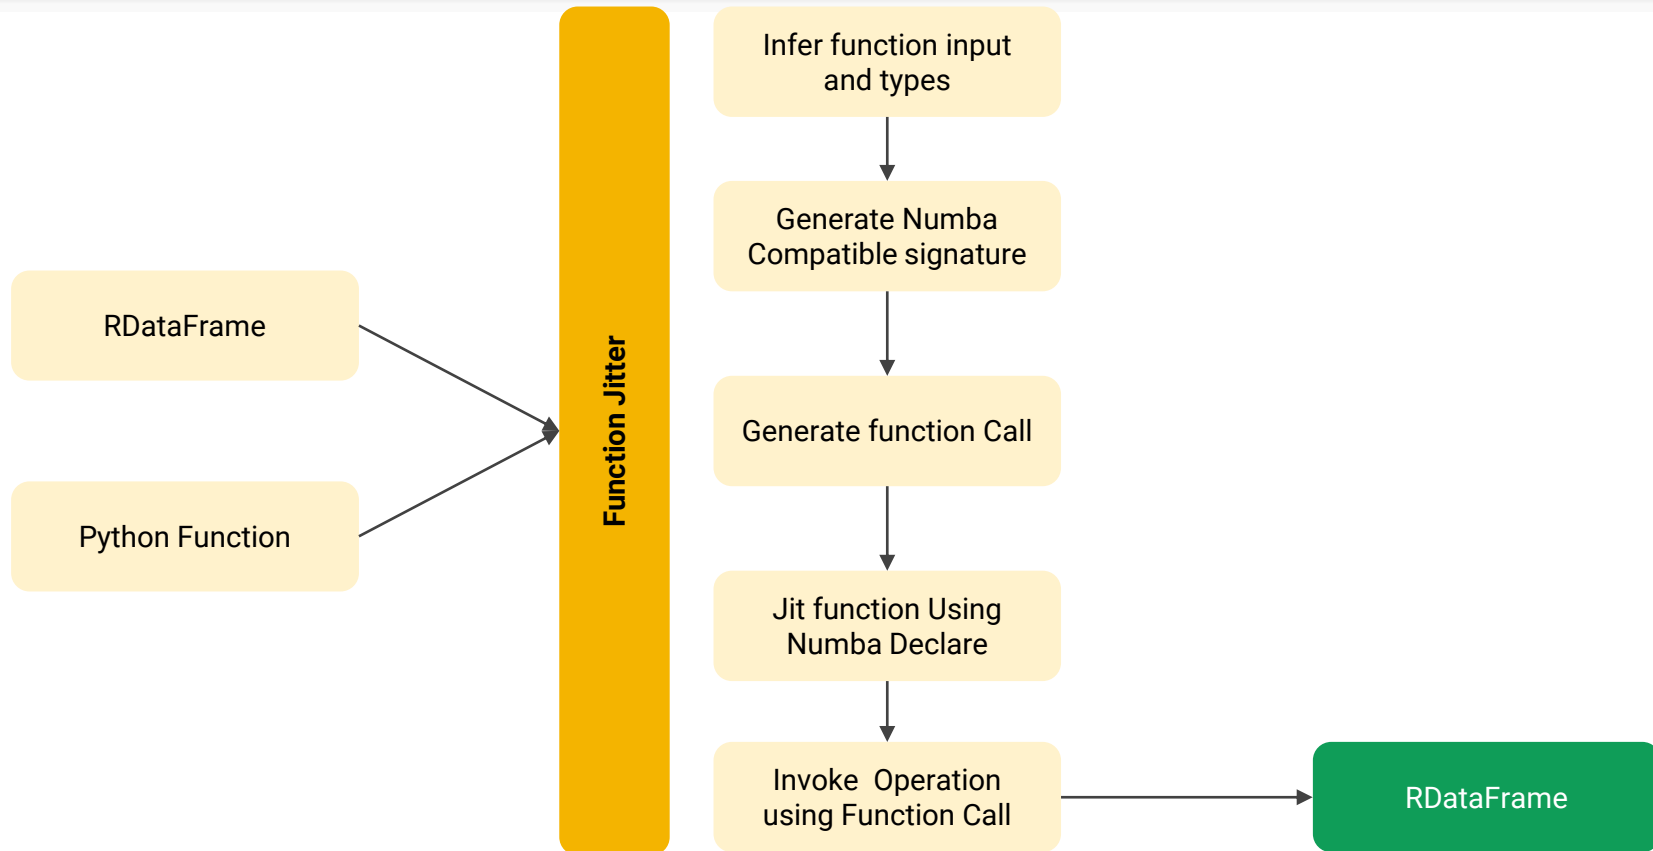 RDataFrame
Python Function
Function Jitter
Infer function input
and types
Generate Numba
Compatible signature
Generate function Call
Jit function Using
Numba Declare
Invoke  Operation
using Function Call
RDataFrame